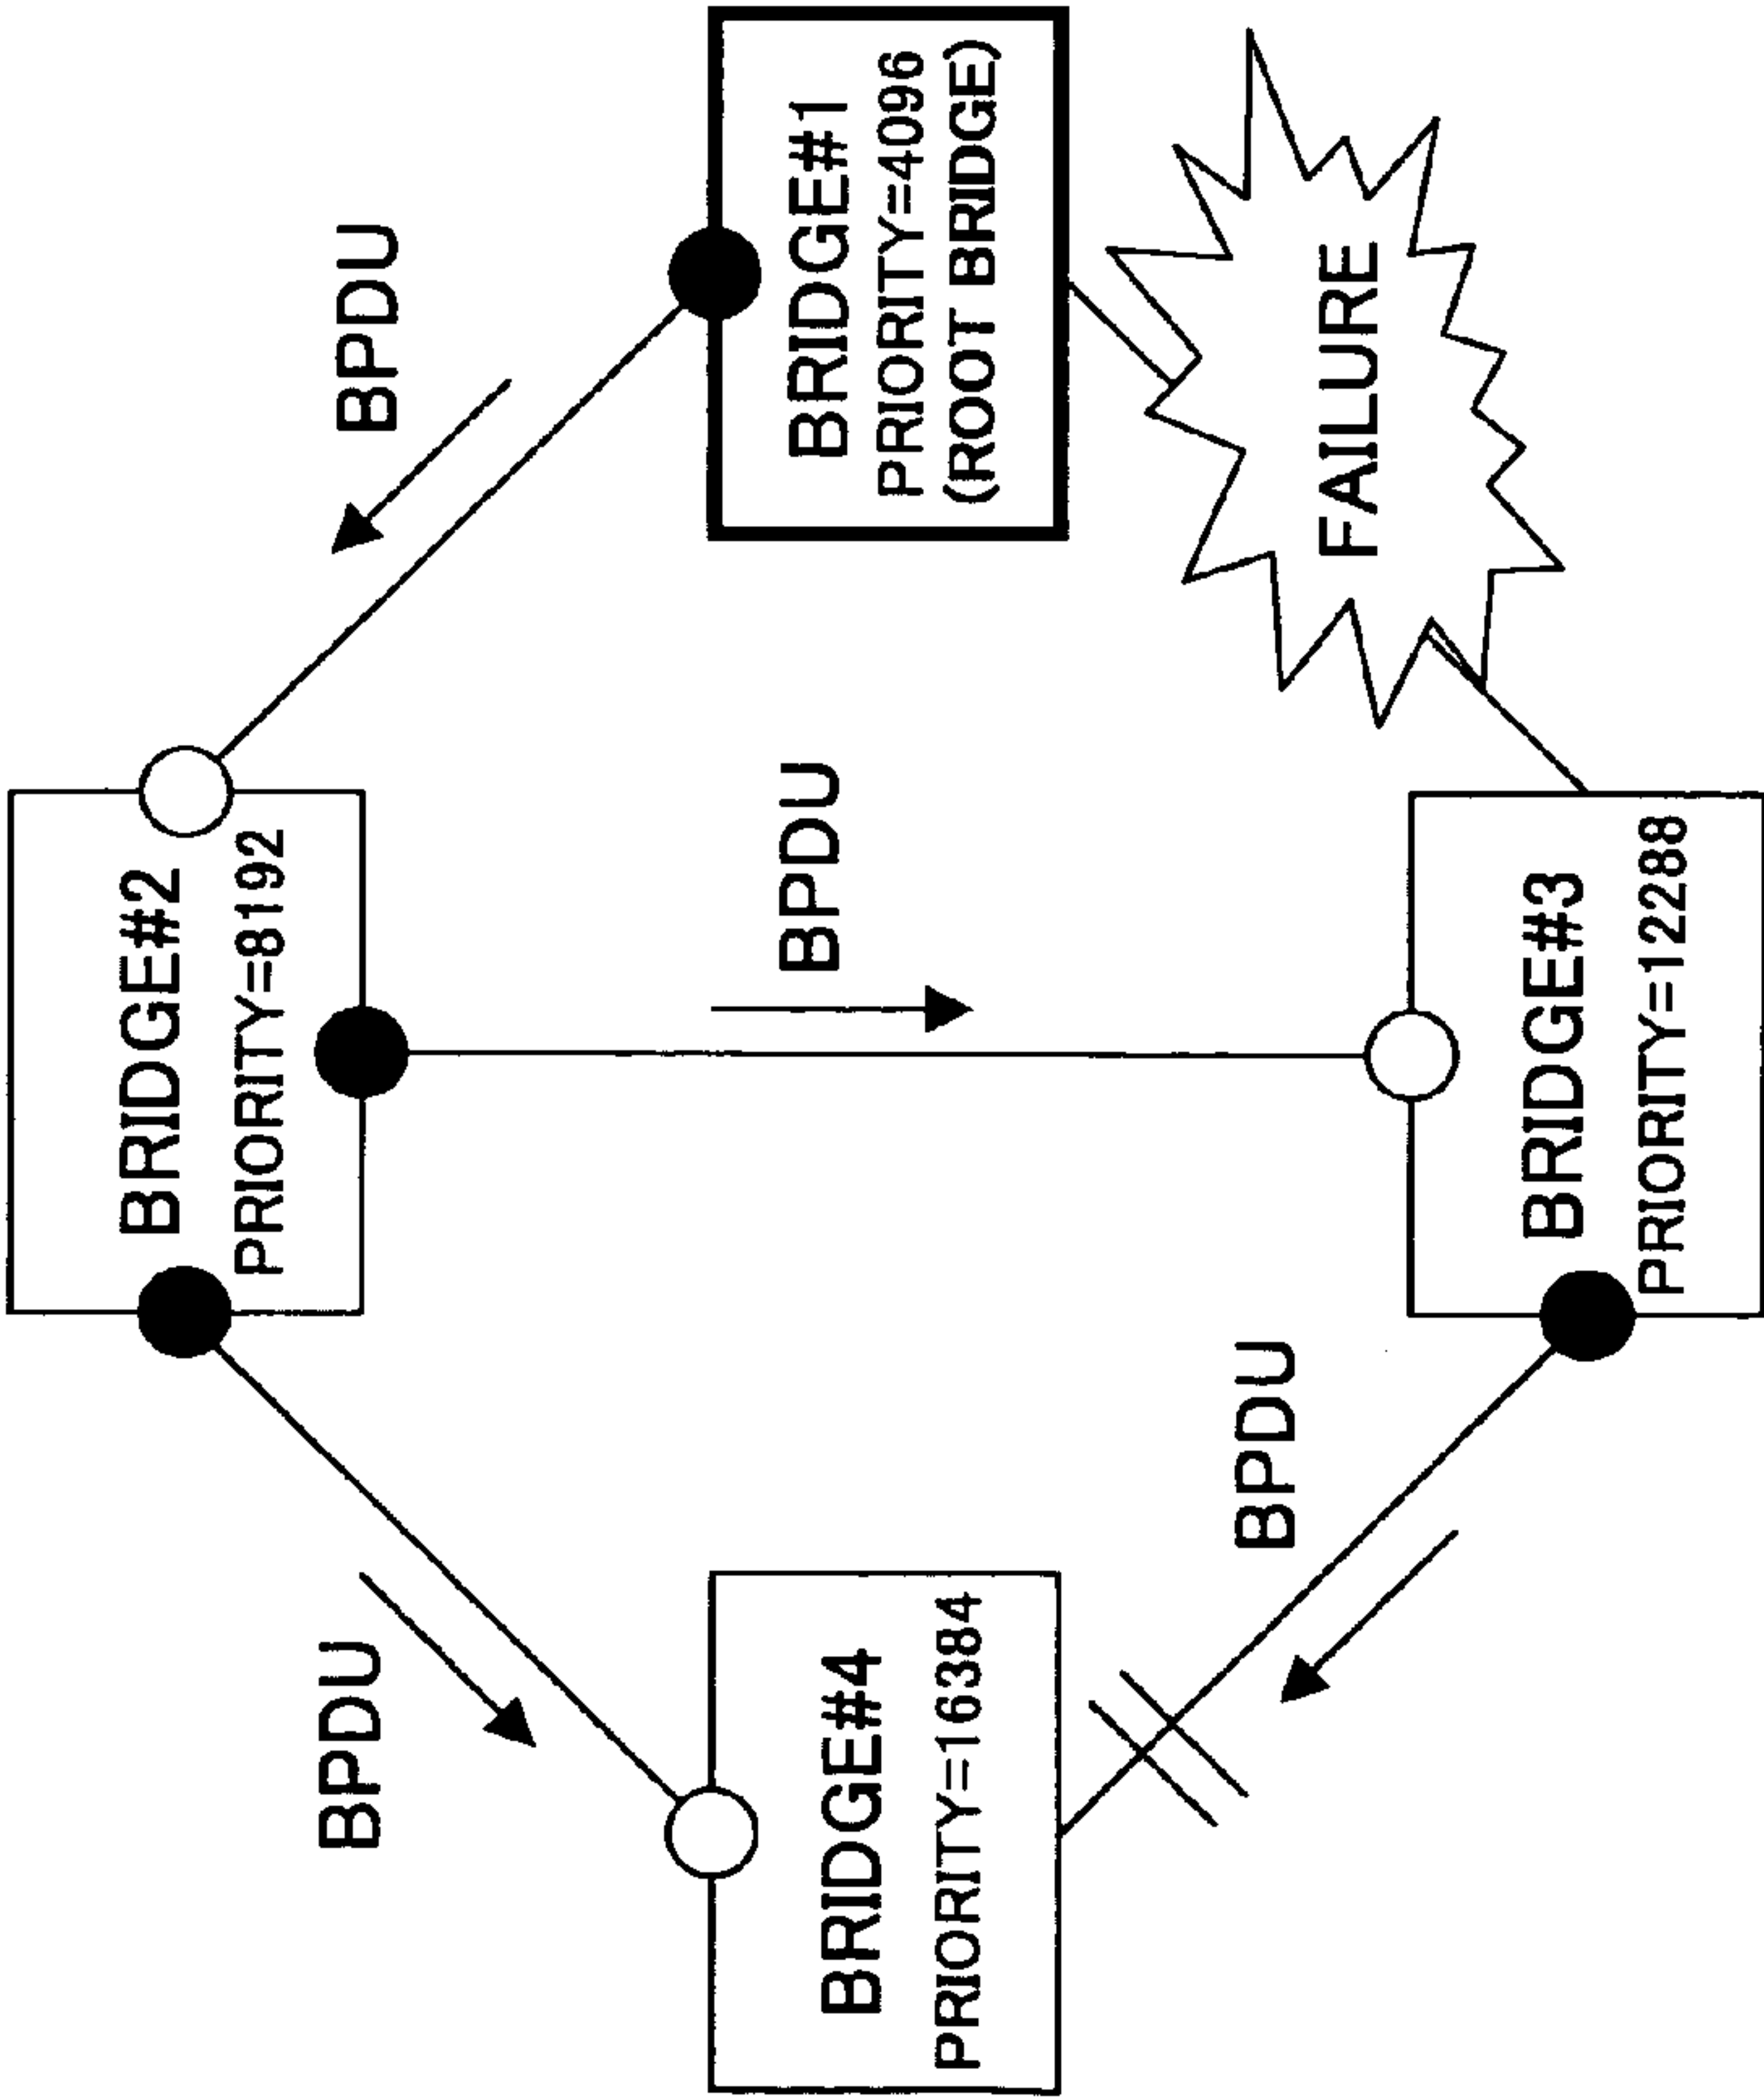 BRIDGE#2
PRIORITY=8192
BPDU
BPDU
BPDU
BRIDGE#4
PRIORITY=16384
BRIDGE#1
PRIORITY=4096
(ROOT BRIDGE)
BPDU
FAILURE
BRIDGE#3
PRIORITY=12288